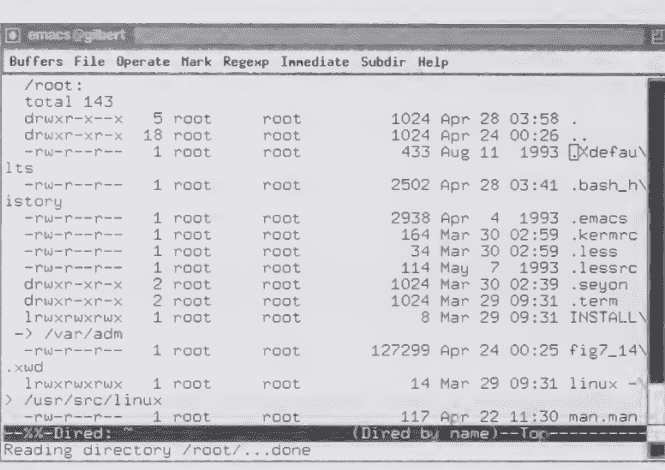 emacs@gilbert
Buffers File Operate Mark Regexp Immediate Subdir Help
/root:
total 143
drwxr-x--x 5 root root 1024 Apr 28 03:58 .
drwxr-xr-x 18 root root 1024 Apr 24 00:26 ..
-rw-r--r-- 1 root root 433 Aug 11 1993 .Xdefau\
lts
-rw-r--r-- 1 root root 2502 Apr 28 03:41 .bash_h\
istory
-rw-r--r-- 1 root root 2938 Apr 4 1993 .emacs
-rw-r--r-- 1 root root 164 Mar 30 02:59 .kermrc
-rw-r--r-- 1 root root 34 Mar 30 02:59 .less
-rw-r--r-- 1 root root 114 May 7 1993 .lessrc
drwxr-xr-x 2 root root 1024 Mar 30 02:39 .seyon
drwxr-xr-x 2 root root 1024 Mar 29 09:31 .term
lrwxrwxrwx 1 root root 8 Mar 29 09:31 INSTALL\
-> /var/adm
-rw-r--r-- 1 root root 127299 Apr 24 00:25 fig7_14\
.xwd
lrwxrwxrwx 1 root root 14 Mar 29 09:31 linux -\
> /usr/src/linux
-rw-r--r-- 1 root root 117 Apr 22 11:30 man.man
--%%-Dired: ~ (Dired by name)--Top----------
Reading directory /root/...done